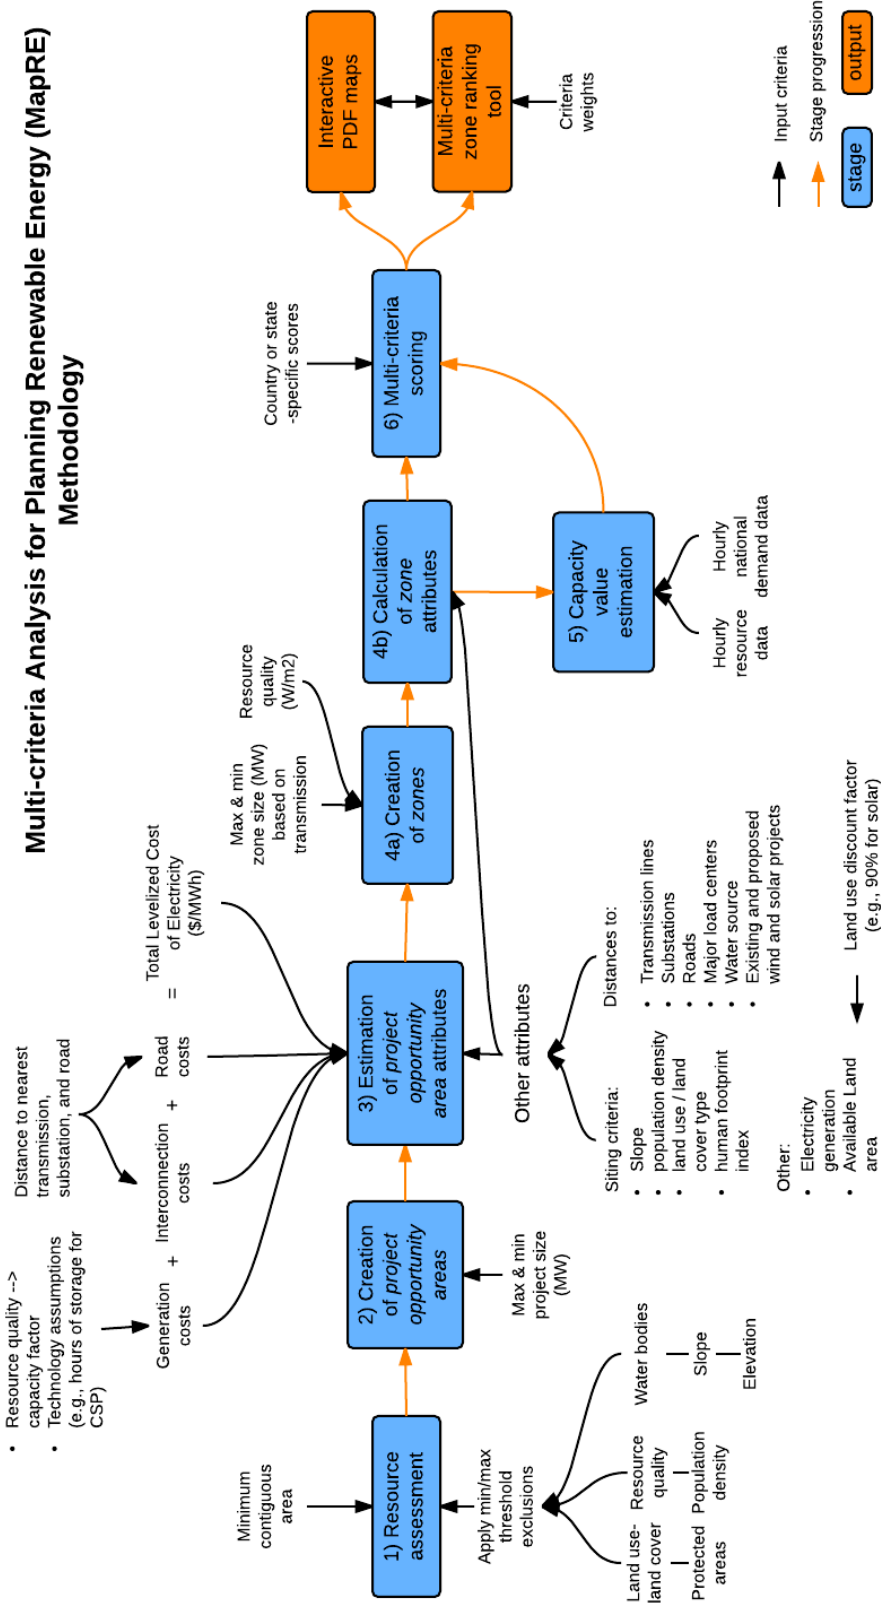 Multi-criteria Analysis for Planning Renewable Energy (MapRE)
Methodology
• Resource quality -->
capacity factor
• Technology assumptions
(e.g., hours of storage for
CSP)
Distance to nearest
transmission,
substation, and road
Generation
costs
+
Interconnection
costs
+
Road
costs
=
Total Levelized Cost
of Electricity
($/MWh)
Minimum
contiguous
area
1) Resource
assessment
Apply min/max
threshold
exclusions
Land use-
land cover
Protected
areas
Resource
quality
Population
density
Water bodies
Slope
Elevation
2) Creation
of project
opportunity
areas
Max & min
project size
(MW)
3) Estimation
of project
opportunity
area attributes
Other attributes
Siting criteria:
• Slope
• population density
• land use / land
cover type
• human footprint
index
Distances to:
• Transmission lines
• Substations
• Roads
• Major load centers
• Water source
• Existing and proposed
wind and solar projects
Other:
• Electricity
generation
• Available Land
area
Land use discount factor
(e.g., 90% for solar)
Max & min
zone size (MW)
based on
transmission
Resource
quality
(W/m2)
4a) Creation
of zones
4b) Calculation
of zone
attributes
5) Capacity
value
estimation
Hourly
resource
data
Hourly
national
demand data
Country or state
-specific scores
6) Multi-criteria
scoring
Interactive
PDF maps
Multi-criteria
zone ranking
tool
Criteria
weights
Input criteria
Stage progression
stage
output